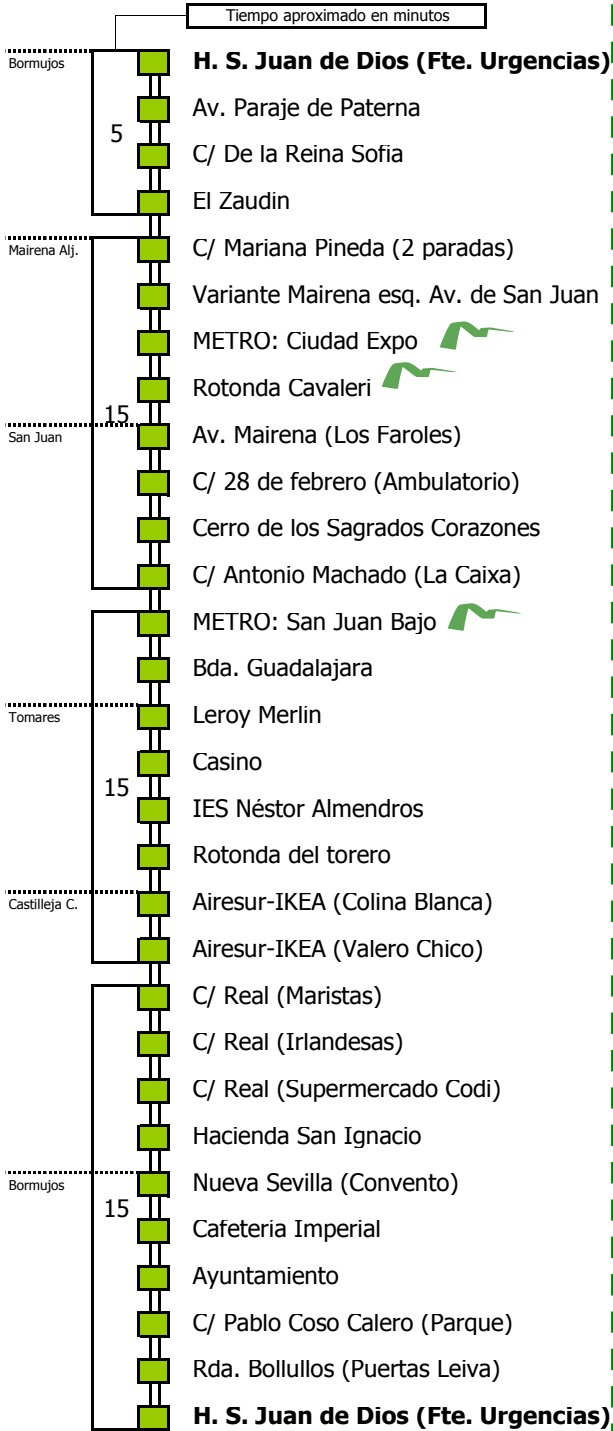 Tiempo aproximado en minutos
Bormujos
H. S. Juan de Dios (Fte. Urgencias)
Av. Paraje de Paterna
5
C/ De la Reina Sofia
El Zaudin
Mairena Alj.
C/ Mariana Pineda (2 paradas)
Variante Mairena esq. Av. de San Juan
METRO: Ciudad Expo
Rotonda Cavaleri
15
San Juan
Av. Mairena (Los Faroles)
C/ 28 de febrero (Ambulatorio)
Cerro de los Sagrados Corazones
C/ Antonio Machado (La Caixa)
METRO: San Juan Bajo
Bda. Guadalajara
Tomares
Leroy Merlin
Casino
15
IES Néstor Almendros
Rotonda del torero
Castilleja C.
Airesur-IKEA (Colina Blanca)
Airesur-IKEA (Valero Chico)
C/ Real (Maristas)
C/ Real (Irlandesas)
C/ Real (Supermercado Codi)
Hacienda San Ignacio
Bormujos
Nueva Sevilla (Convento)
15
Cafeteria Imperial
Ayuntamiento
C/ Pablo Coso Calero (Parque)
Rda. Bollullos (Puertas Leiva)
H. S. Juan de Dios (Fte. Urgencias)